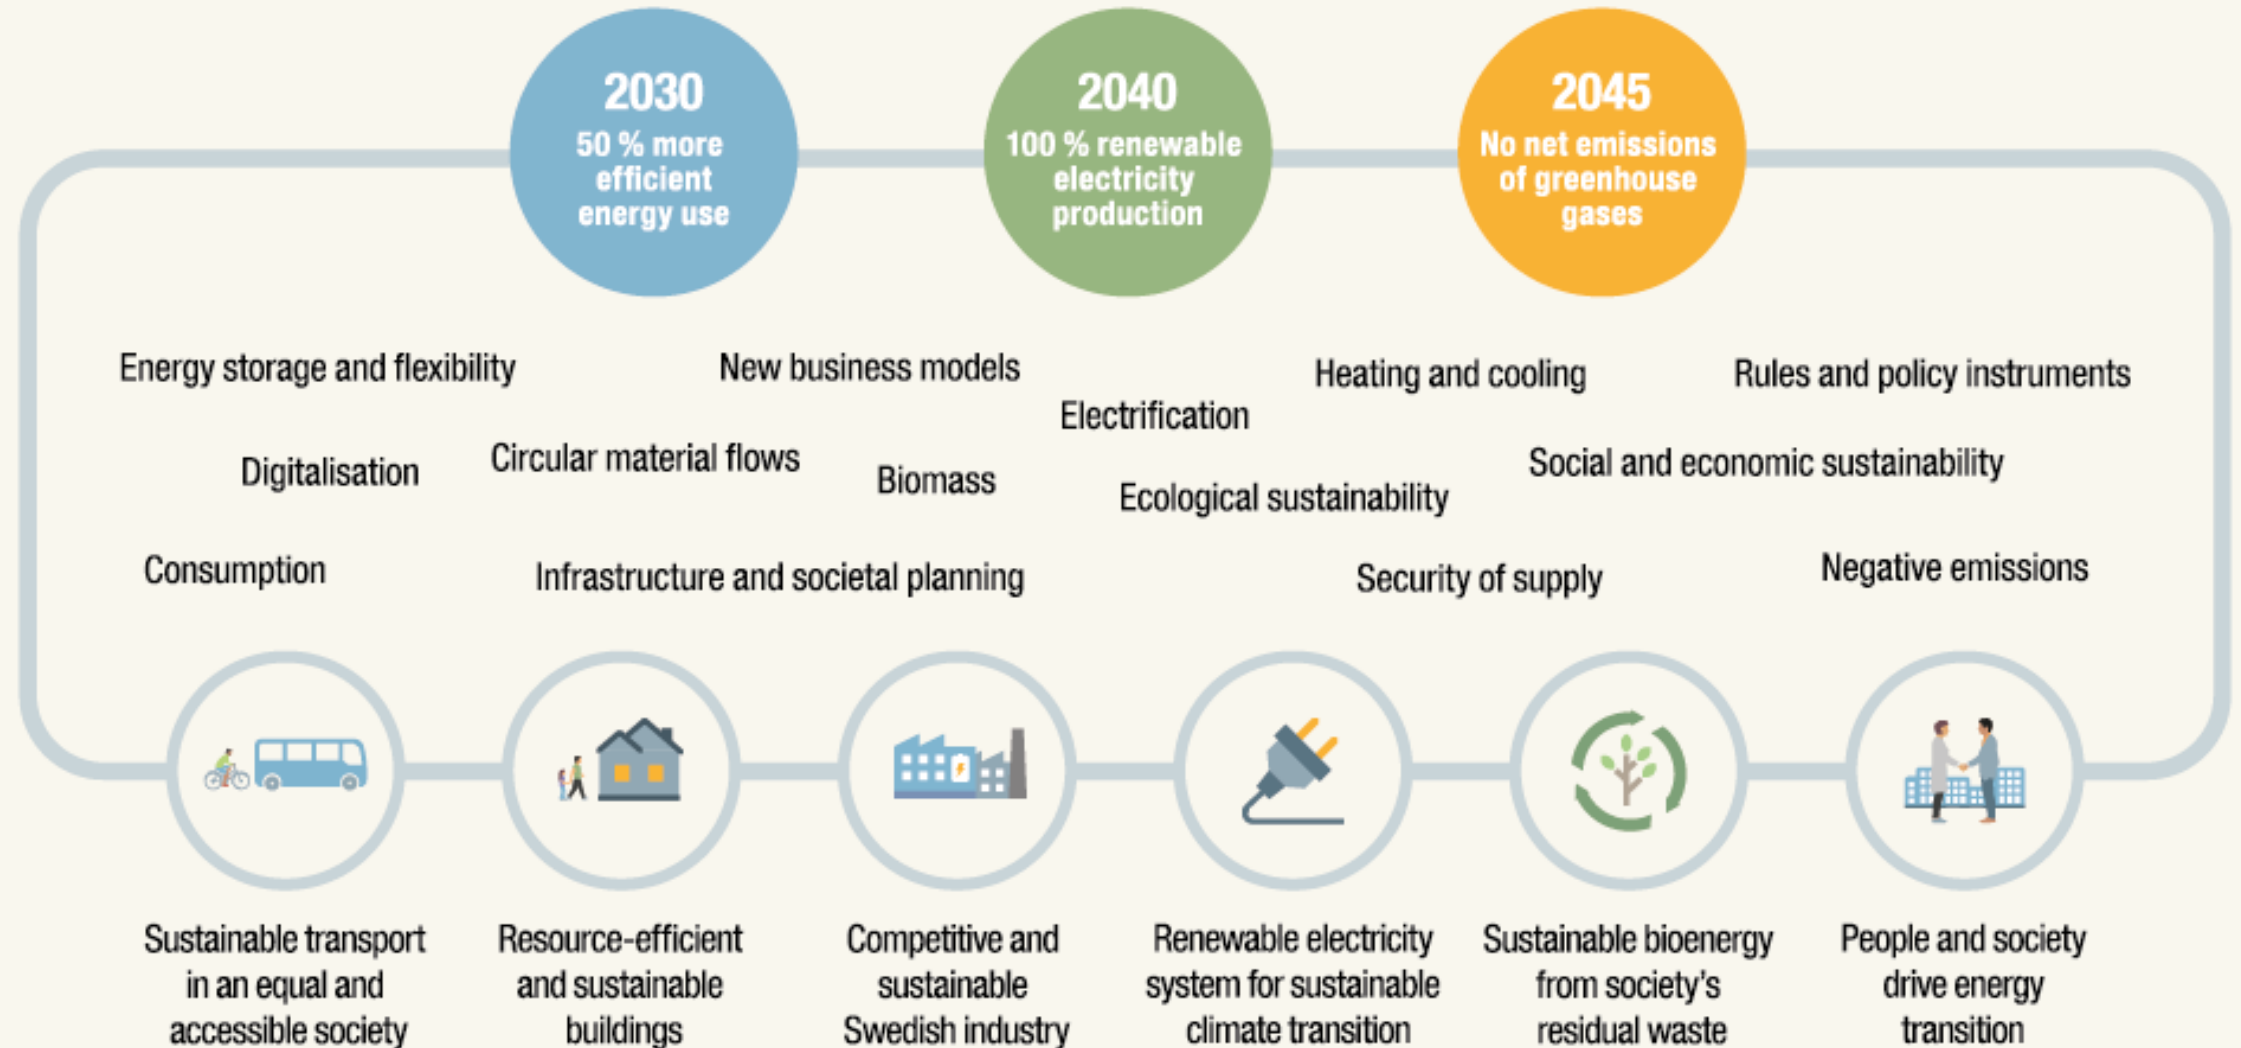 2030
50 % more
efficient
energy use
2040
100 % renewable
electricity
production
2045
No net emissions
of greenhouse
gases
Energy storage and flexibility
New business models
Electrification
Heating and cooling
Rules and policy instruments
Digitalisation
Circular material flows
Biomass
Ecological sustainability
Social and economic sustainability
Consumption
Infrastructure and societal planning
Security of supply
Negative emissions
Sustainable transport
in an equal and
accessible society
Resource-efficient
and sustainable
buildings
Competitive and
sustainable
Swedish industry
Renewable electricity
system for sustainable
climate transition
Sustainable bioenergy
from society's
residual waste
People and society
drive energy
transition